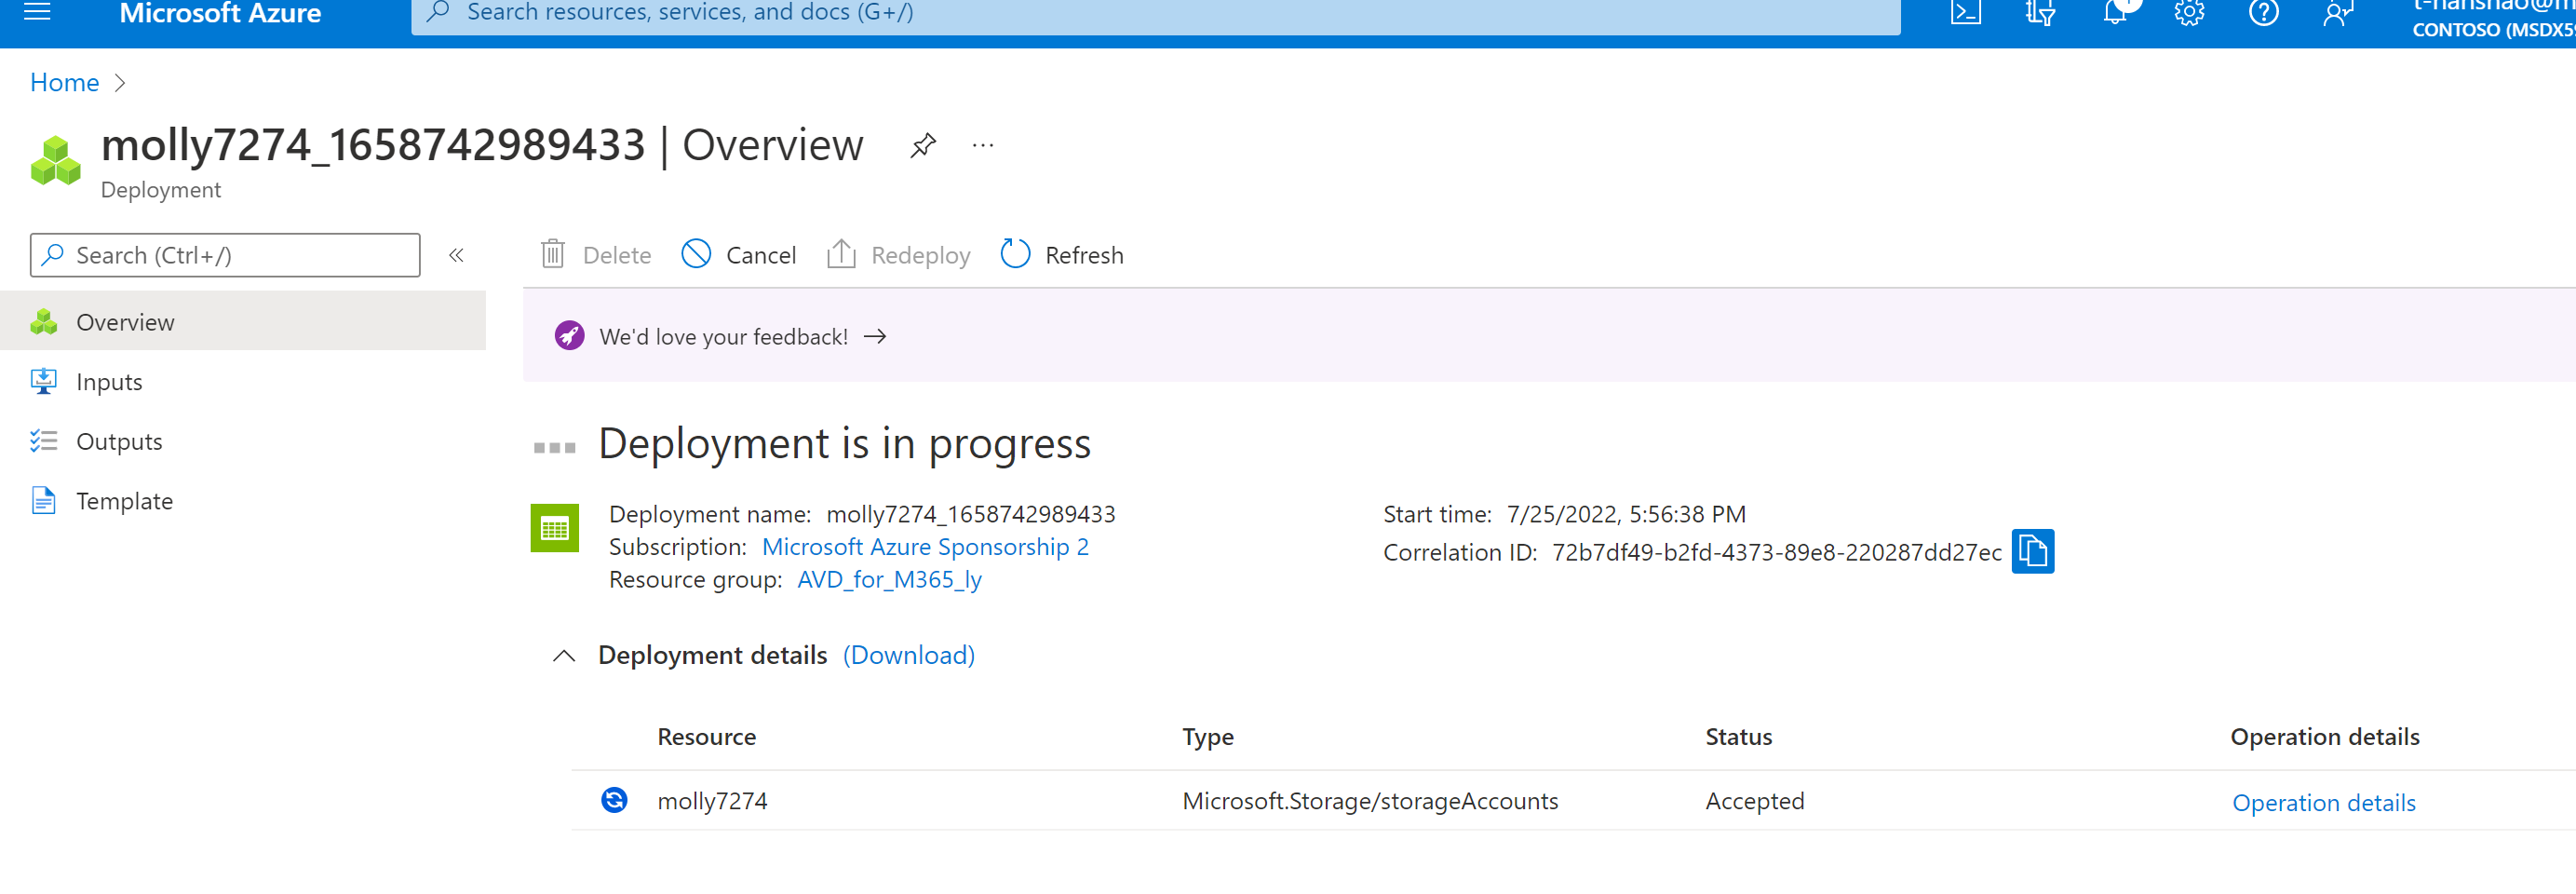 Microsoft Azure
Search resources, services, and docs (G+/)
CONTOSO (MSDX5
Home
molly7274_1658742989433 | Overview
Deployment
Search (Ctrl+/)
Delete
Cancel
Redeploy
Refresh
Overview
Inputs
Outputs
Template
We'd love your feedback!
Deployment is in progress
Deployment name: molly7274_1658742989433
Subscription: Microsoft Azure Sponsorship 2
Resource group: AVD_for_M365_ly
Start time: 7/25/2022, 5:56:38 PM
Correlation ID: 72b7df49-b2fd-4373-89e8-220287dd27ec
Deployment details (Download)
Resource Type Status Operation details
molly7274 Microsoft.Storage/storageAccounts Accepted Operation details